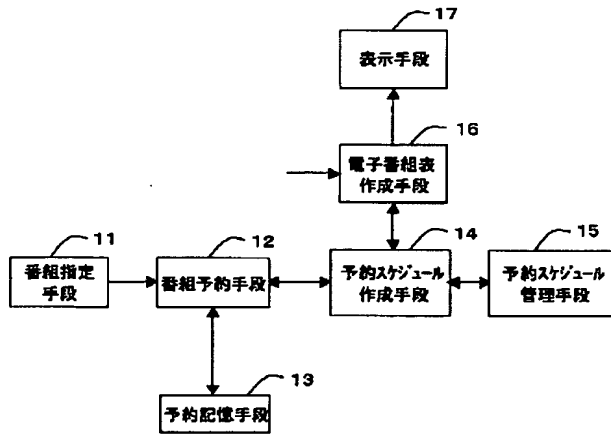 17
表示手段
16
電子番組表
作成手段
11
番組指定
手段
12
番組予約手段
14
予約スケジュール
作成手段
15
予約スケジュール
管理手段
13
予約記憶手段